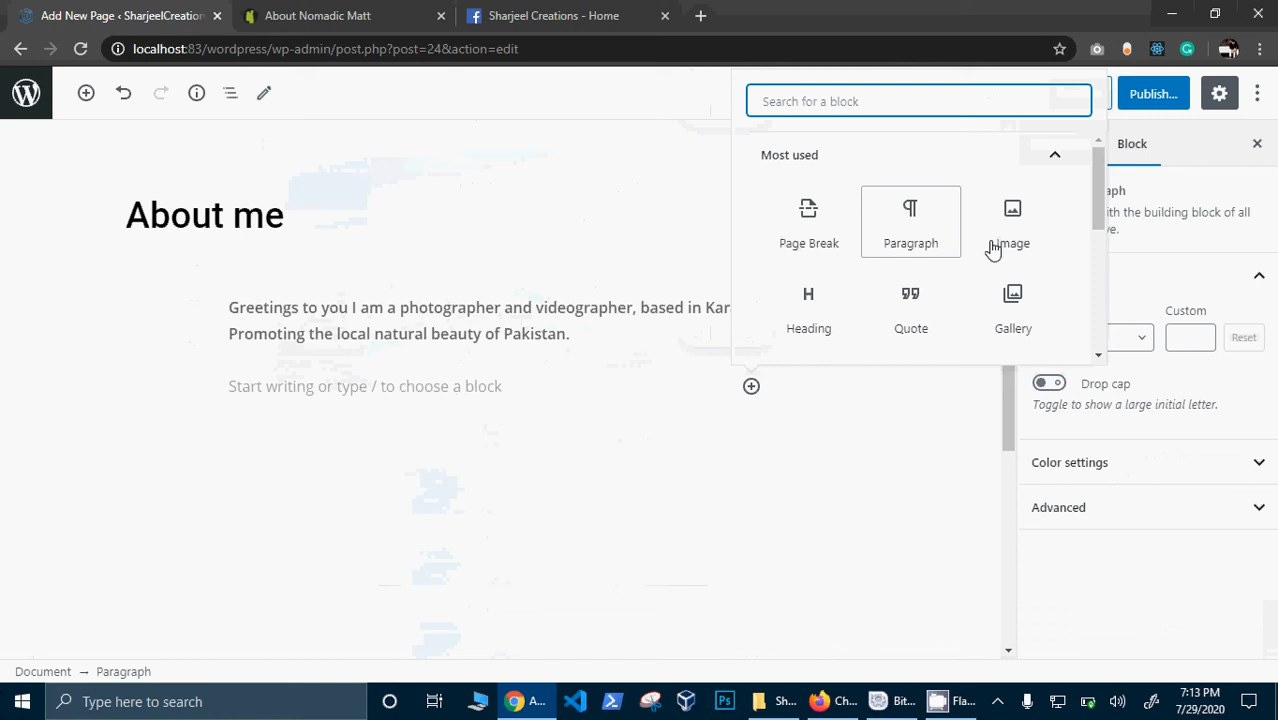 Add New Page ‹ SharjeelCreation
About Nomadic Matt
Sharjeel Creations - Home
localhost:83/wordpress/wp-admin/post.php?post=24&action=edit
Search for a block
Publish...
Most used
Block
Page Break
Paragraph
Image
Heading
Quote
Gallery
About me
Greetings to you I am a photographer and videographer, based in
Promoting the local natural beauty of Pakistan.
Start writing or type / to choose a block
with the building block of all
Custom
Reset
Drop cap
Toggle to show a large initial letter.
Color settings
Advanced
Document → Paragraph
Type here to search
A...
Sh...
Ch...
Bit...
Fla...
7:13 PM
7/29/2020